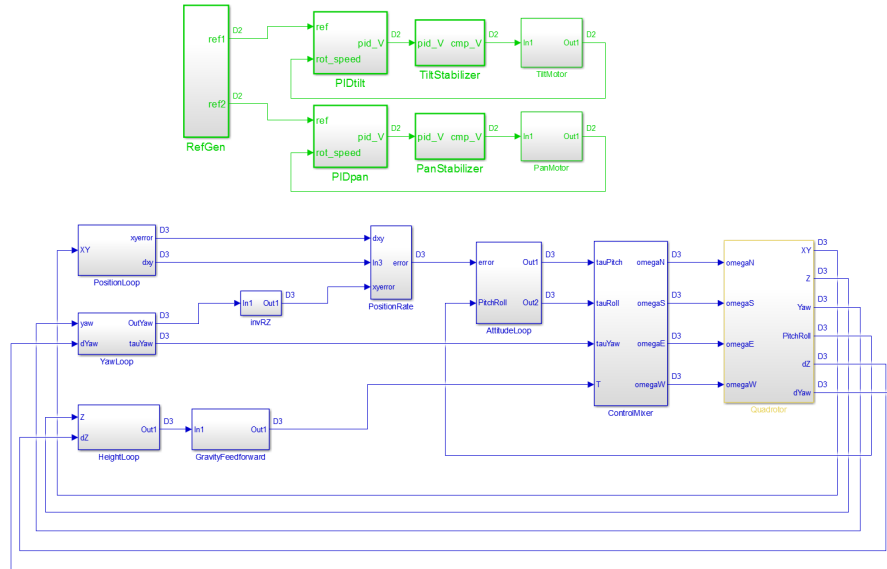 ref1 D2 ref pid_V D2 pid_V cmp_V D2 In1 Out1 D2
rot_speed
PIDtilt TiltStabilizer TiltMotor
ref2 D2
RefGen
ref pid_V D2 pid_V cmp_V D2 In1 Out1 D2
rot_speed
PIDpan PanStabilizer PanMotor
XY xyerror D3
dxy D3
PositionLoop
dxy
In3 error D3
xyerror
PositionRate
yaw OutYaw D3
dYaw tauYaw D3
YawLoop
In1 Out1 D3
invRZ
error Out1 D3
PitchRoll Out2 D3
AttitudeLoop
tauPitch omegaN D3
tauRoll omegaS D3
tauYaw omegaE D3
T omegaW D3
ControlMixer
omegaN XY D3
Z D3
omegaS Yaw D3
PitchRoll D3
omegaE dZ D3
omegaW dYaw D3
Quadrotor
Z Out1 D3
dZ
HeightLoop
In1 Out1 D3
GravityFeedforward